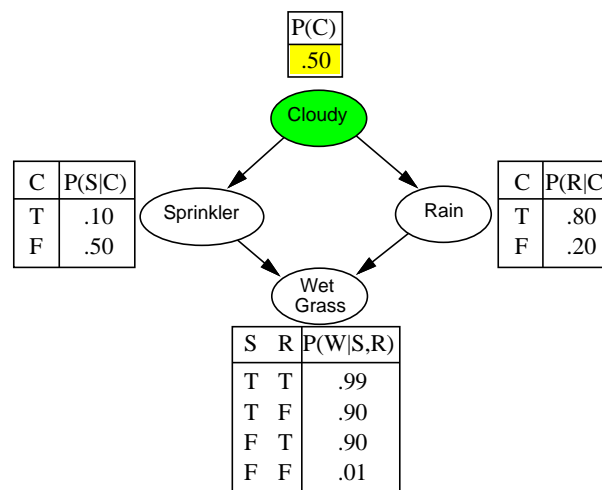 P(C)
.50
Cloudy
C P(S|C)
T .10
F .50
Sprinkler
Rain
C P(R|C
T .80
F .20
Wet
Grass
S R P(W|S,R)
T T .99
T F .90
F T .90
F F .01